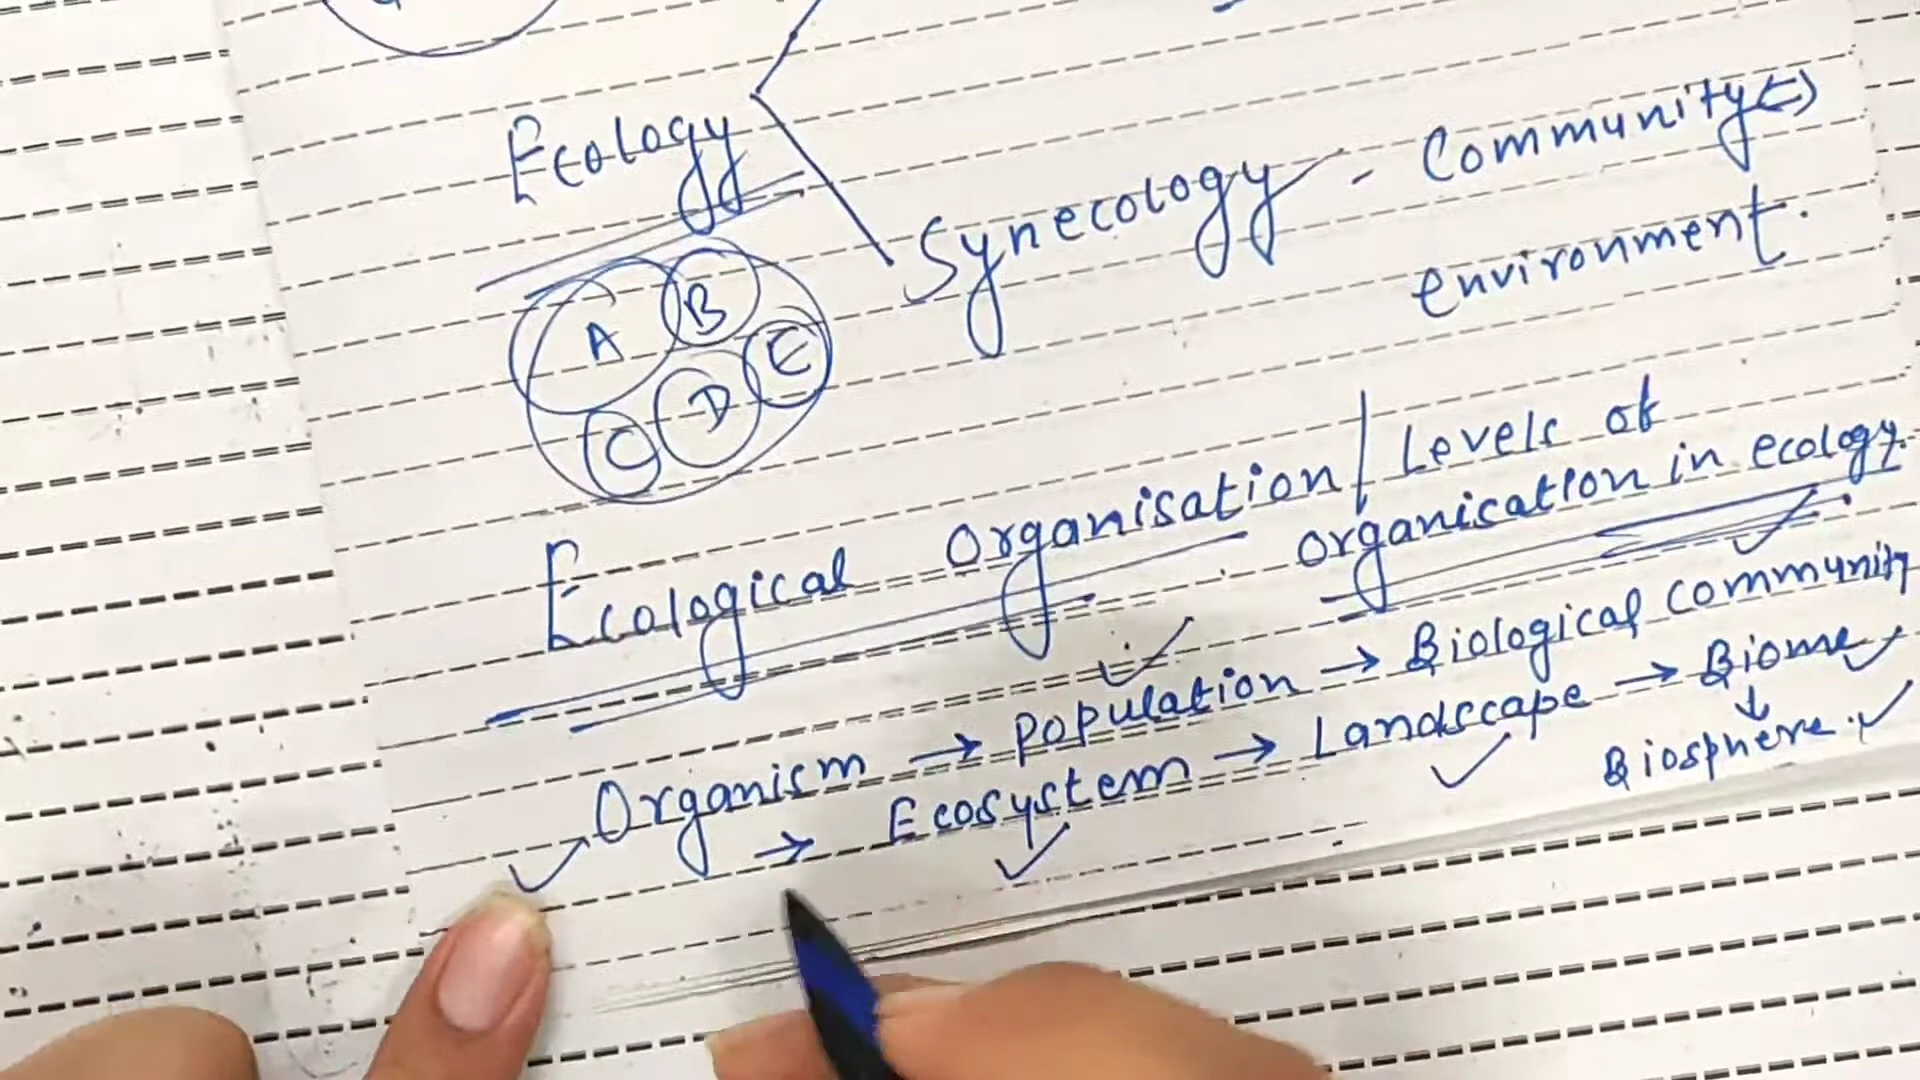 Ecology
Synecology - Community ↔
environment.
A B
C D E
Ecological Organisation / Levels of
organisation in ecology.
Organism → population → Biological community
→ Ecosystem → Landscape → Biome
↓
Biosphere.